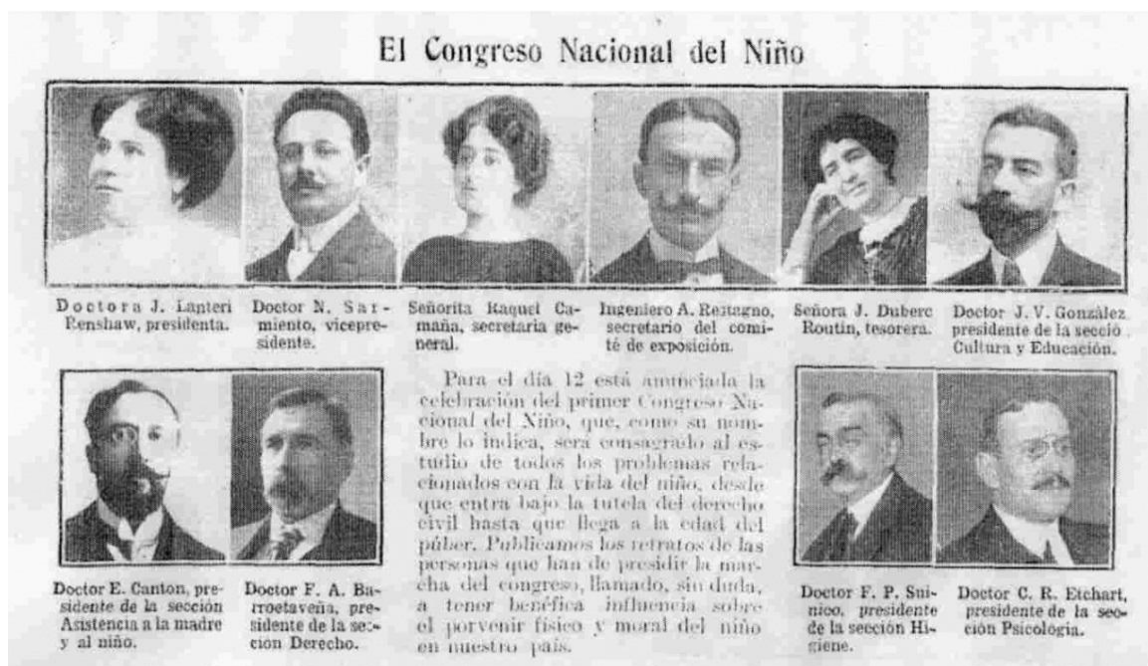 El Congreso Nacional del Niño
Doctora J. Lanteri
Renshaw, presidenta.
Doctor N. Sar-
miento, vicepre-
sidente.
Señorita Raquel Ca-
maña, secretaria ge-
neral.
Ingeniero A. Restagno,
secretario del comi-
té de exposición.
Señora J. Duberc
Routin, tesorera.
Doctor J. V. González
presidente de la secció
Cultura y Educación.
Doctor E. Canton, pre-
sidente de la sección
Asistencia a la madre
y al niño.
Doctor F. A. Ba-
rroetaveña, pre-
sidente de la sec-
ción Derecho.
Para el día 12 está anunciada la
celebración del primer Congreso Na-
cional del Niño, que, como su nom-
bre lo indica, será consagrado al es-
tudio de todos los problemas rela-
cionados con la vida del niño, desde
que entra bajo la tutela del derecho
civil hasta que llega a la edad del
púber. Publicamos los retratos de las
personas que han de presidir la mar-
cha del congreso, llamado, sin duda,
a tener benéfica influencia sobre
el porvenir físico y moral del niño
en nuestro país.
Doctor F. P. Suí-
nico, presidente
de la sección Hi-
giene.
Doctor C. R. Etchart,
presidente de la sec-
ción Psicología.